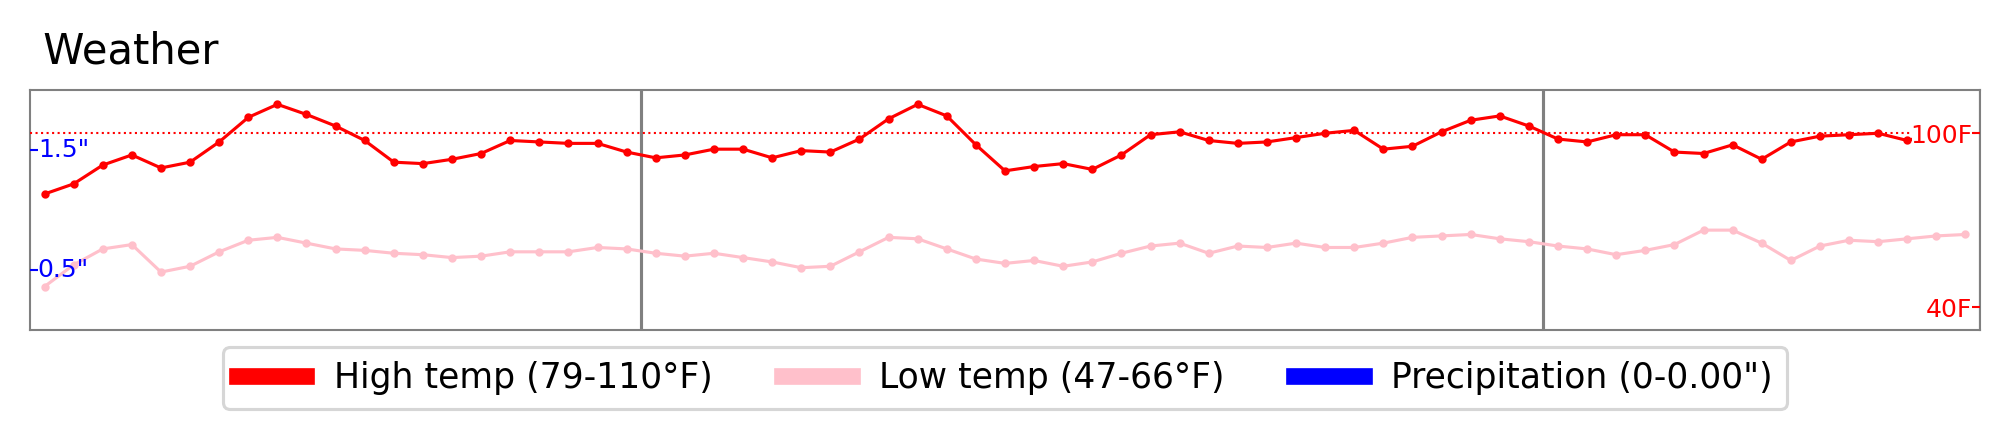 Weather
1.5"
100F
0.5"
40F
High temp (79-110°F) Low temp (47-66°F) Precipitation (0-0.00")